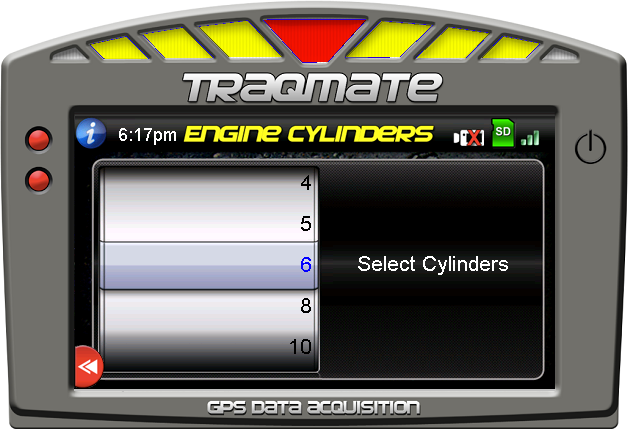 TRAQMATE
6:17pm ENGINE CYLINDERS SD
4
5
6
8
10
Select Cylinders
GPS DATA ACQUISITION